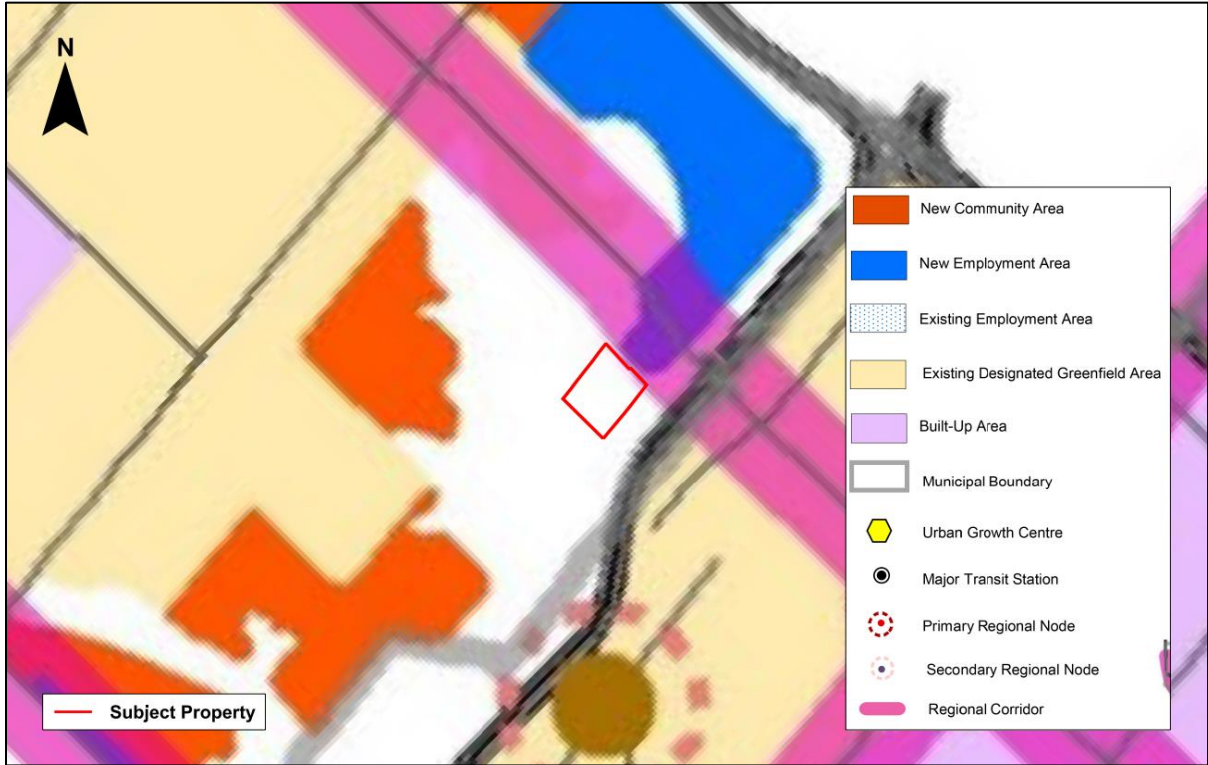 N
New Community Area
New Employment Area
Existing Employment Area
Existing Designated Greenfield Area
Built-Up Area
Municipal Boundary
Urban Growth Centre
Major Transit Station
Primary Regional Node
Secondary Regional Node
Regional Corridor
Subject Property